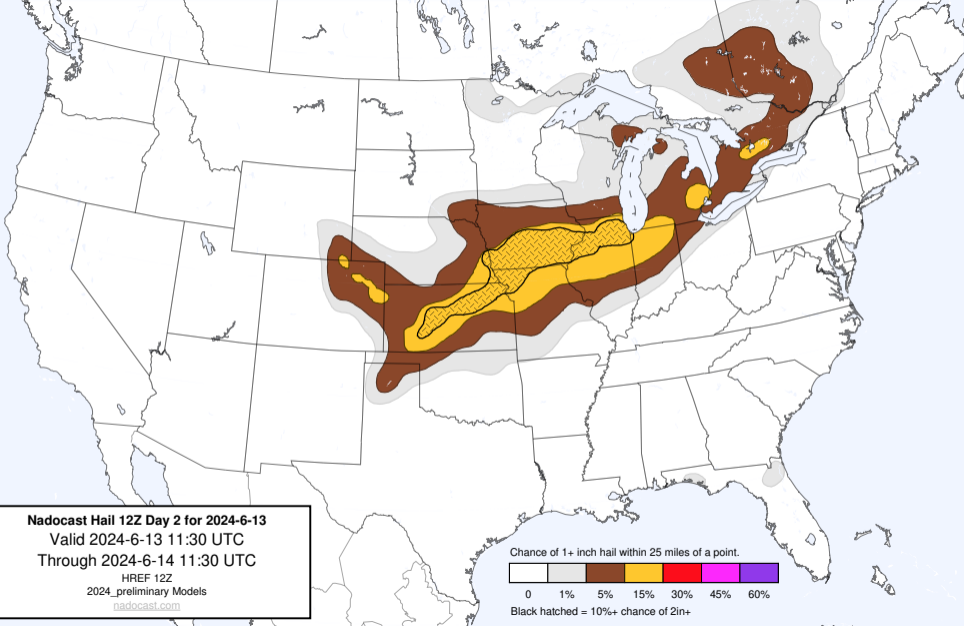 Nadocast Hail 12Z Day 2 for 2024-6-13
Valid 2024-6-13 11:30 UTC
Through 2024-6-14 11:30 UTC
HREF 12Z
2024_preliminary Models
nadocast.com
Chance of 1+ inch hail within 25 miles of a point.
0 1% 5% 15% 30% 45% 60%
Black hatched = 10%+ chance of 2in+